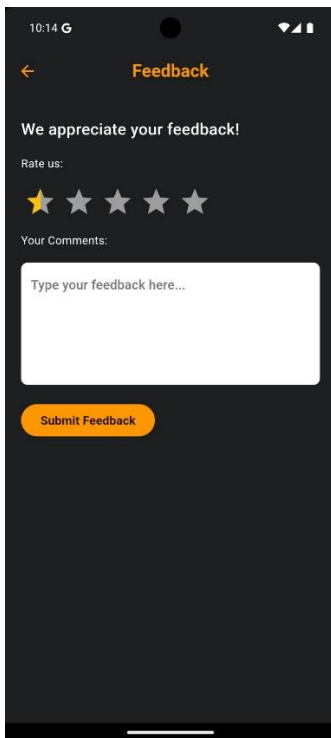 10:14 G
Feedback
We appreciate your feedback!
Rate us:
Your Comments:
Type your feedback here...
Submit Feedback